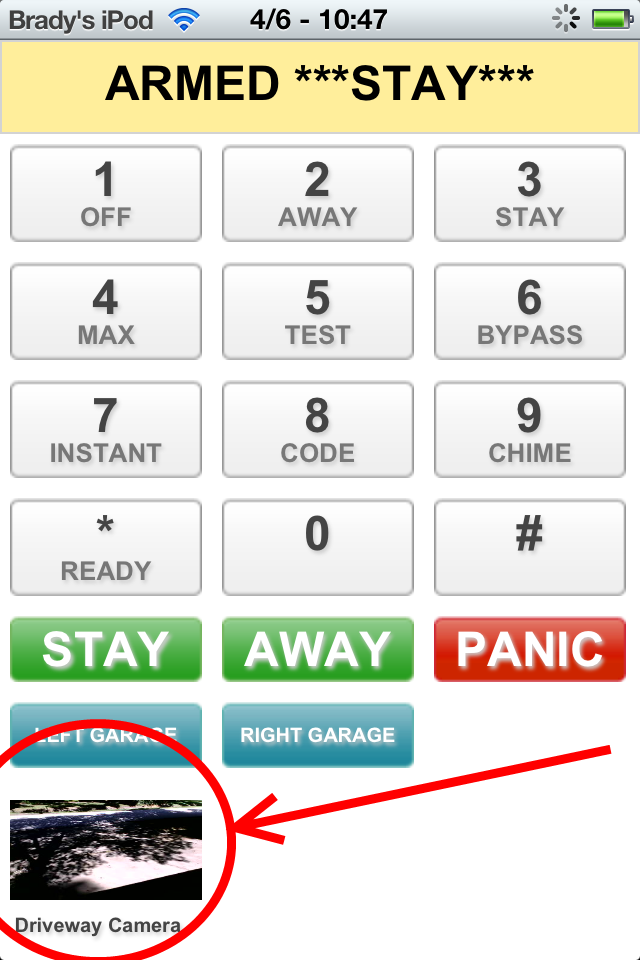 Brady's iPod 4/6 - 10:47
ARMED ***STAY***
1 2 3
OFF AWAY STAY
4 5 6
MAX TEST BYPASS
7 8 9
INSTANT CODE CHIME
* 0 #
READY
STAY AWAY PANIC
LEFT GARAGE RIGHT GARAGE
Driveway Camera